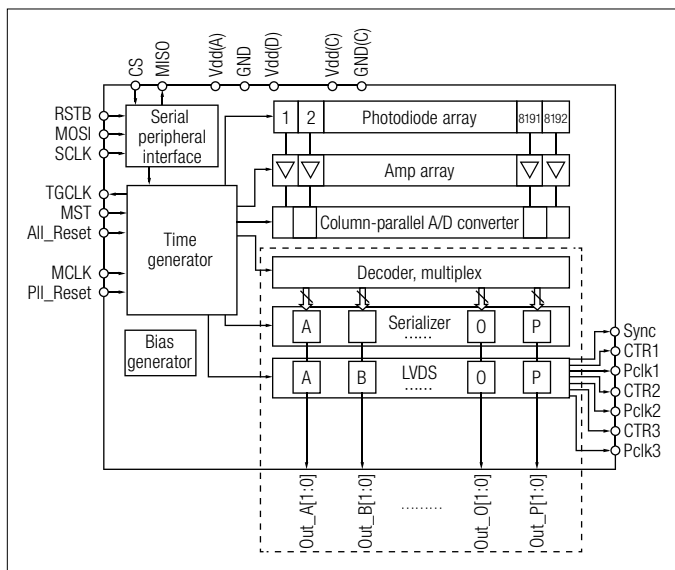 CS
MISO
Vdd(A)
GND
Vdd(D)
Vdd(C)
GND(C)
RSTB
MOSI
SCLK
Serial
peripheral
interface
1 2 Photodiode array 8191 8192
Amp array
TGCLK
MST
All_Reset
MCLK
Pll_Reset
Time
generator
Column-parallel A/D converter
Decoder, multiplex
A Serializer O P
......
Bias
generator
A B LVDS O P
......
Sync
CTR1
Pclk1
CTR2
Pclk2
CTR3
Pclk3
Out_A[1:0]
Out_B[1:0]
.........
Out_O[1:0]
Out_P[1:0]